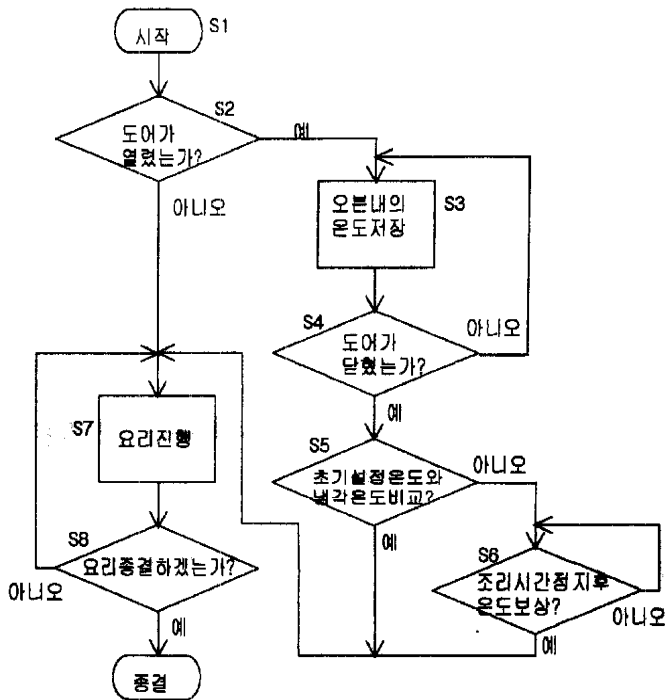 시작
S1
S2
도어가
열렸는가?
예
아니오
오븐내의
온도저장
S3
S4
도어가
닫혔는가?
아니오
예
S7
요리진행
S5
초기설정온도와
냉각온도비교?
아니오
예
S8
요리종결하겠는가?
아니오
예
S6
조리시간정지후
온도보상?
아니오
예
종결